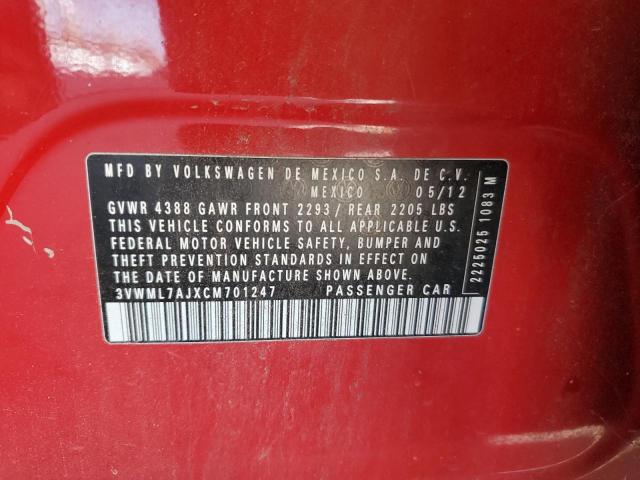 MFD BY VOLKSWAGEN DE MEXICO S.A. DE C.V.
MEXICO 05/12
GVWR 4388 GAWR FRONT 2293/ REAR 2205 LBS
THIS VEHICLE CONFORMS TO ALL APPLICABLE U.S.
FEDERAL MOTOR VEHICLE SAFETY, BUMPER AND
THEFT PREVENTION STANDARDS IN EFFECT ON
THE DATE OF MANUFACTURE SHOWN ABOVE.
3VWML7AJXCM701247 PASSENGER CAR
2225025 1083 M